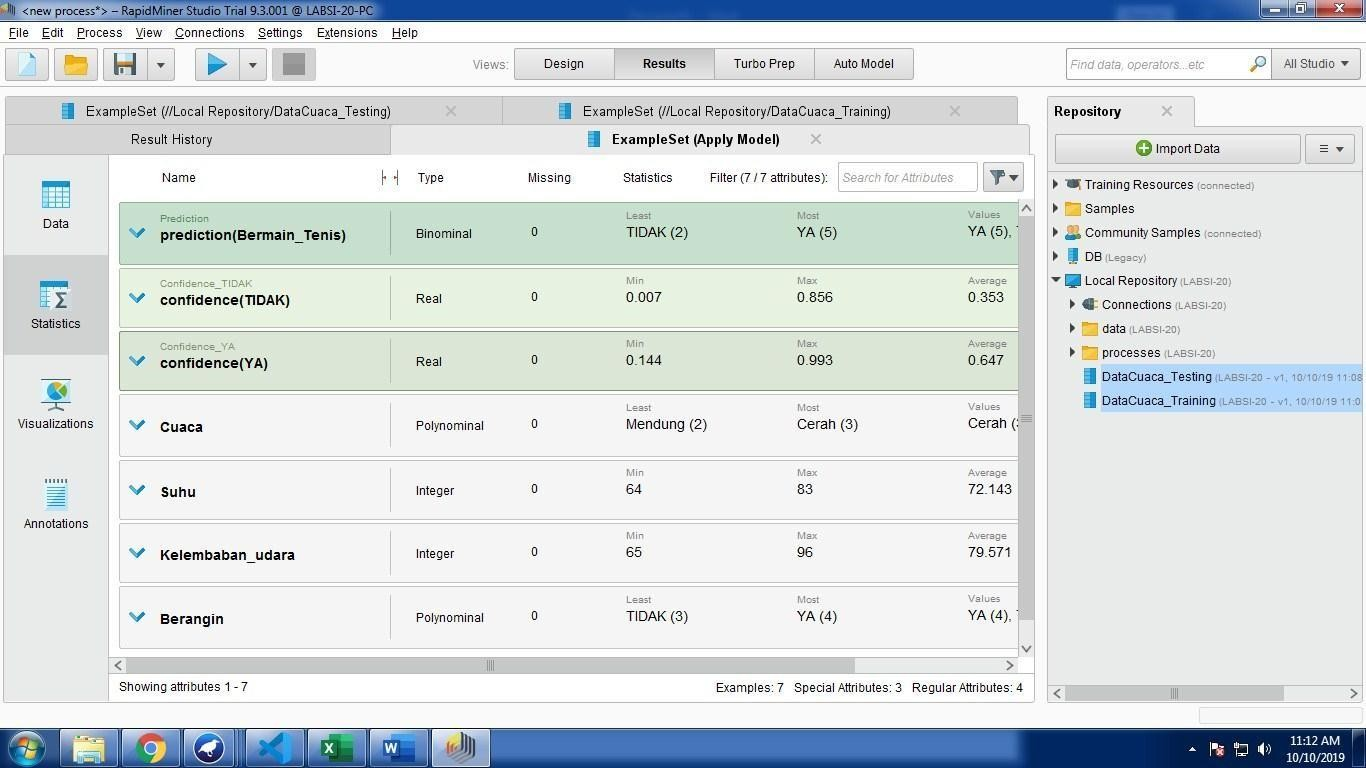 <new process*> – RapidMiner Studio Trial 9.3.001 @ LABSI-20-PC
File Edit Process View Connections Settings Extensions Help
Views: Design Results Turbo Prep Auto Model
Find data, operators...etc
All Studio
ExampleSet (//Local Repository/DataCuaca_Testing)
ExampleSet (//Local Repository/DataCuaca_Training)
Result History
ExampleSet (Apply Model)
Data
Statistics
Visualizations
Annotations
Name Type Missing Statistics Filter (7 / 7 attributes): Search for Attributes
Prediction Least Most Values
prediction(Bermain_Tenis) Binominal 0 TIDAK (2) YA (5) YA (5),
Confidence_TIDAK Min Max Average
confidence(TIDAK) Real 0 0.007 0.856 0.353
Confidence_YA Min Max Average
confidence(YA) Real 0 0.144 0.993 0.647
Least Most Values
Cuaca Polynominal 0 Mendung (2) Cerah (3) Cerah (
Min Max Average
Suhu Integer 0 64 83 72.143
Min Max Average
Kelembaban_udara Integer 0 65 96 79.571
Least Most Values
Berangin Polynominal 0 TIDAK (3) YA (4) YA (4),
Showing attributes 1 - 7
Examples: 7 Special Attributes: 3 Regular Attributes: 4
Repository
Import Data
Training Resources (connected)
Samples
Community Samples (connected)
DB (Legacy)
Local Repository (LABSI-20)
Connections (LABSI-20)
data (LABSI-20)
processes (LABSI-20)
DataCuaca_Testing (LABSI-20 - v1, 10/10/19 11:08
DataCuaca_Training (LABSI-20 - v1, 10/10/19 11:0
11:12 AM
10/10/2019